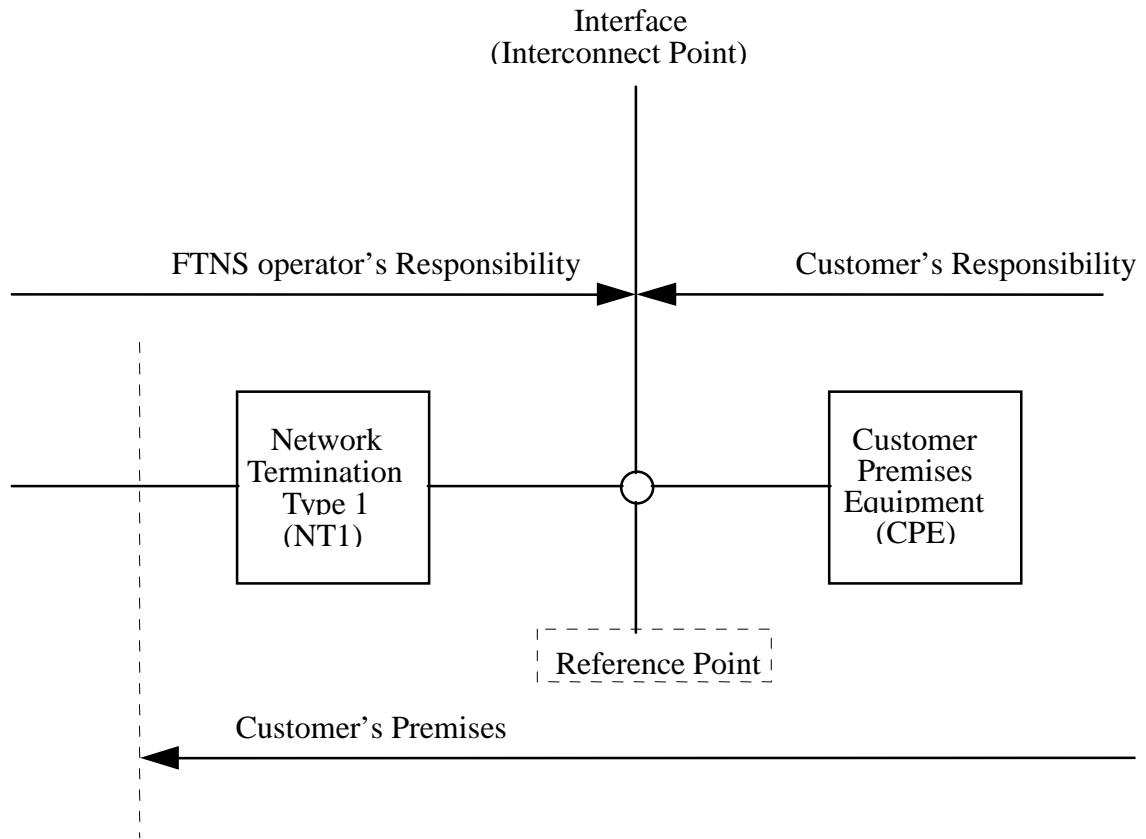 Interface
(Interconnect Point)
FTNS operator’s Responsibility
Customer’s Responsibility
Network
Termination
Type 1
(NT1)
Customer
Premises
Equipment
(CPE)
Reference Point
Customer’s Premises